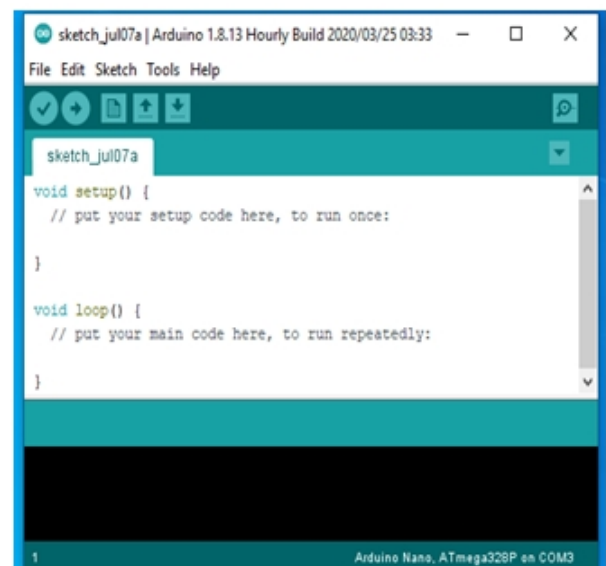 sketch_jul07a | Arduino 1.8.13 Hourly Build 2020/03/25 03:33
File Edit Sketch Tools Help
sketch_jul07a
void setup() {
  // put your setup code here, to run once:
}
void loop() {
  // put your main code here, to run repeatedly:
}
1 Arduino Nano, ATmega328P on COM3